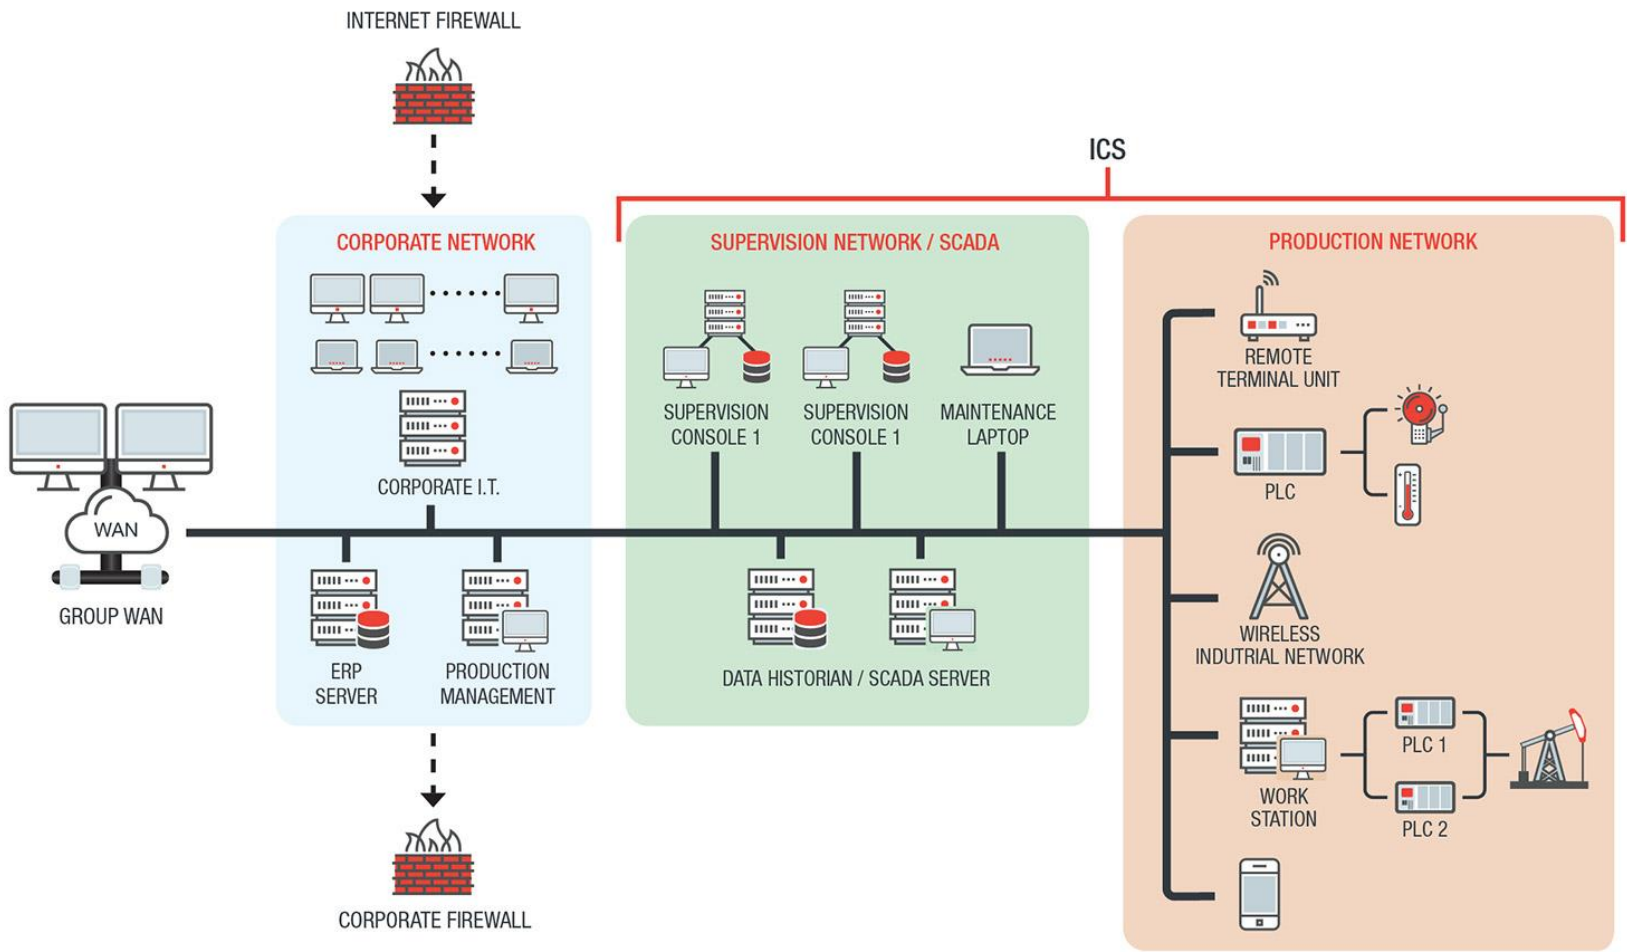 INTERNET FIREWALL
ICS
CORPORATE NETWORK
SUPERVISION NETWORK / SCADA
PRODUCTION NETWORK
REMOTE
TERMINAL UNIT
SUPERVISION
CONSOLE 1
SUPERVISION
CONSOLE 1
MAINTENANCE
LAPTOP
CORPORATE I.T.
PLC
WAN
GROUP WAN
ERP
SERVER
PRODUCTION
MANAGEMENT
DATA HISTORIAN / SCADA SERVER
WIRELESS
INDUTRIAL NETWORK
WORK
STATION
PLC 1
PLC 2
CORPORATE FIREWALL